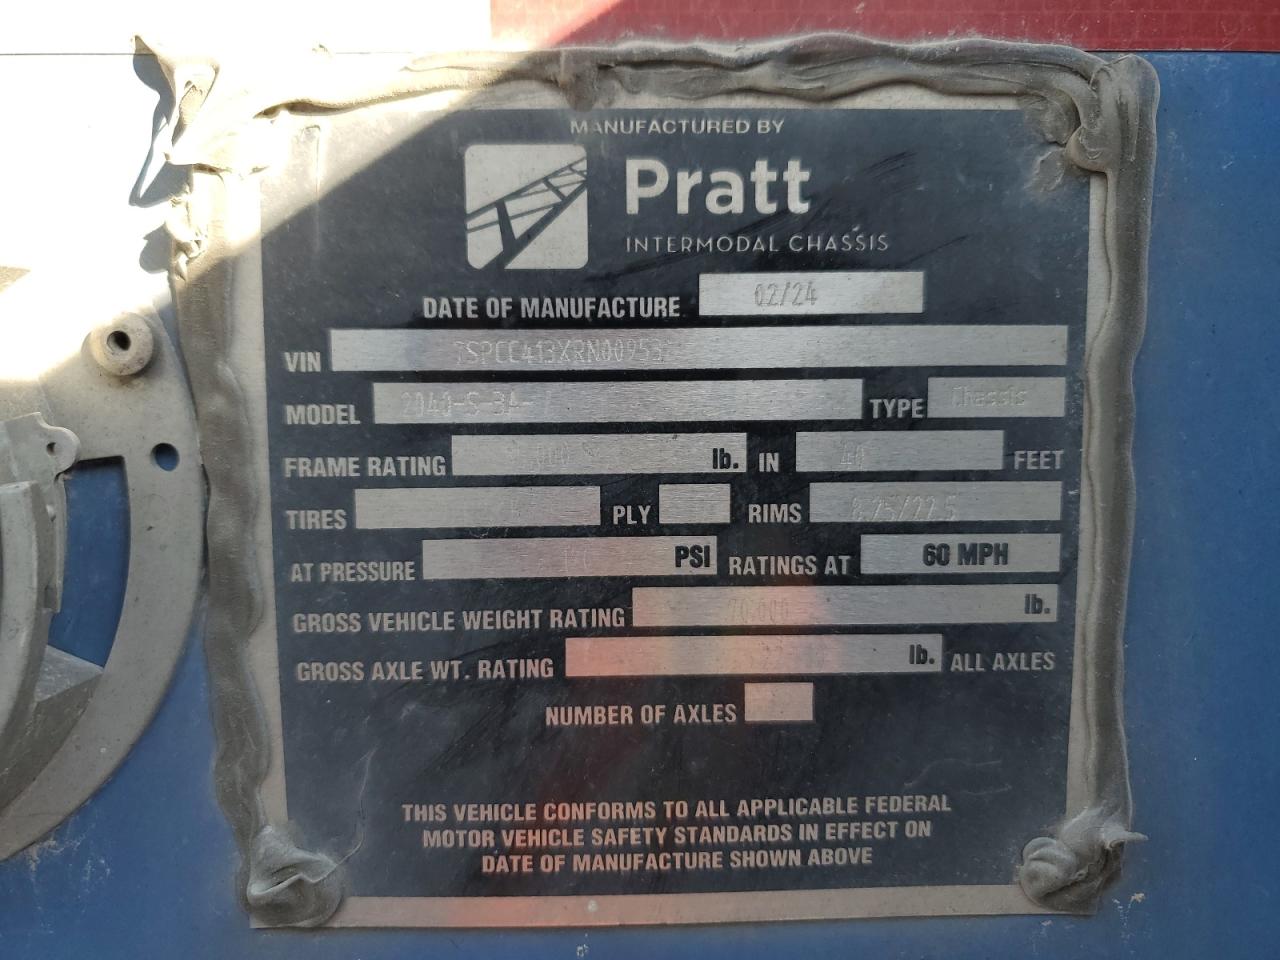 MANUFACTURED BY
Pratt
INTERMODAL CHASSIS
DATE OF MANUFACTURE 02/24
VIN
MODEL 2040-S-3A- TYPE Chassis
FRAME RATING lb. IN 40 FEET
TIRES PLY RIMS 8.25/22.5
AT PRESSURE PSI RATINGS AT 60 MPH
GROSS VEHICLE WEIGHT RATING lb.
GROSS AXLE WT. RATING lb. ALL AXLES
NUMBER OF AXLES
THIS VEHICLE CONFORMS TO ALL APPLICABLE FEDERAL
MOTOR VEHICLE SAFETY STANDARDS IN EFFECT ON
DATE OF MANUFACTURE SHOWN ABOVE